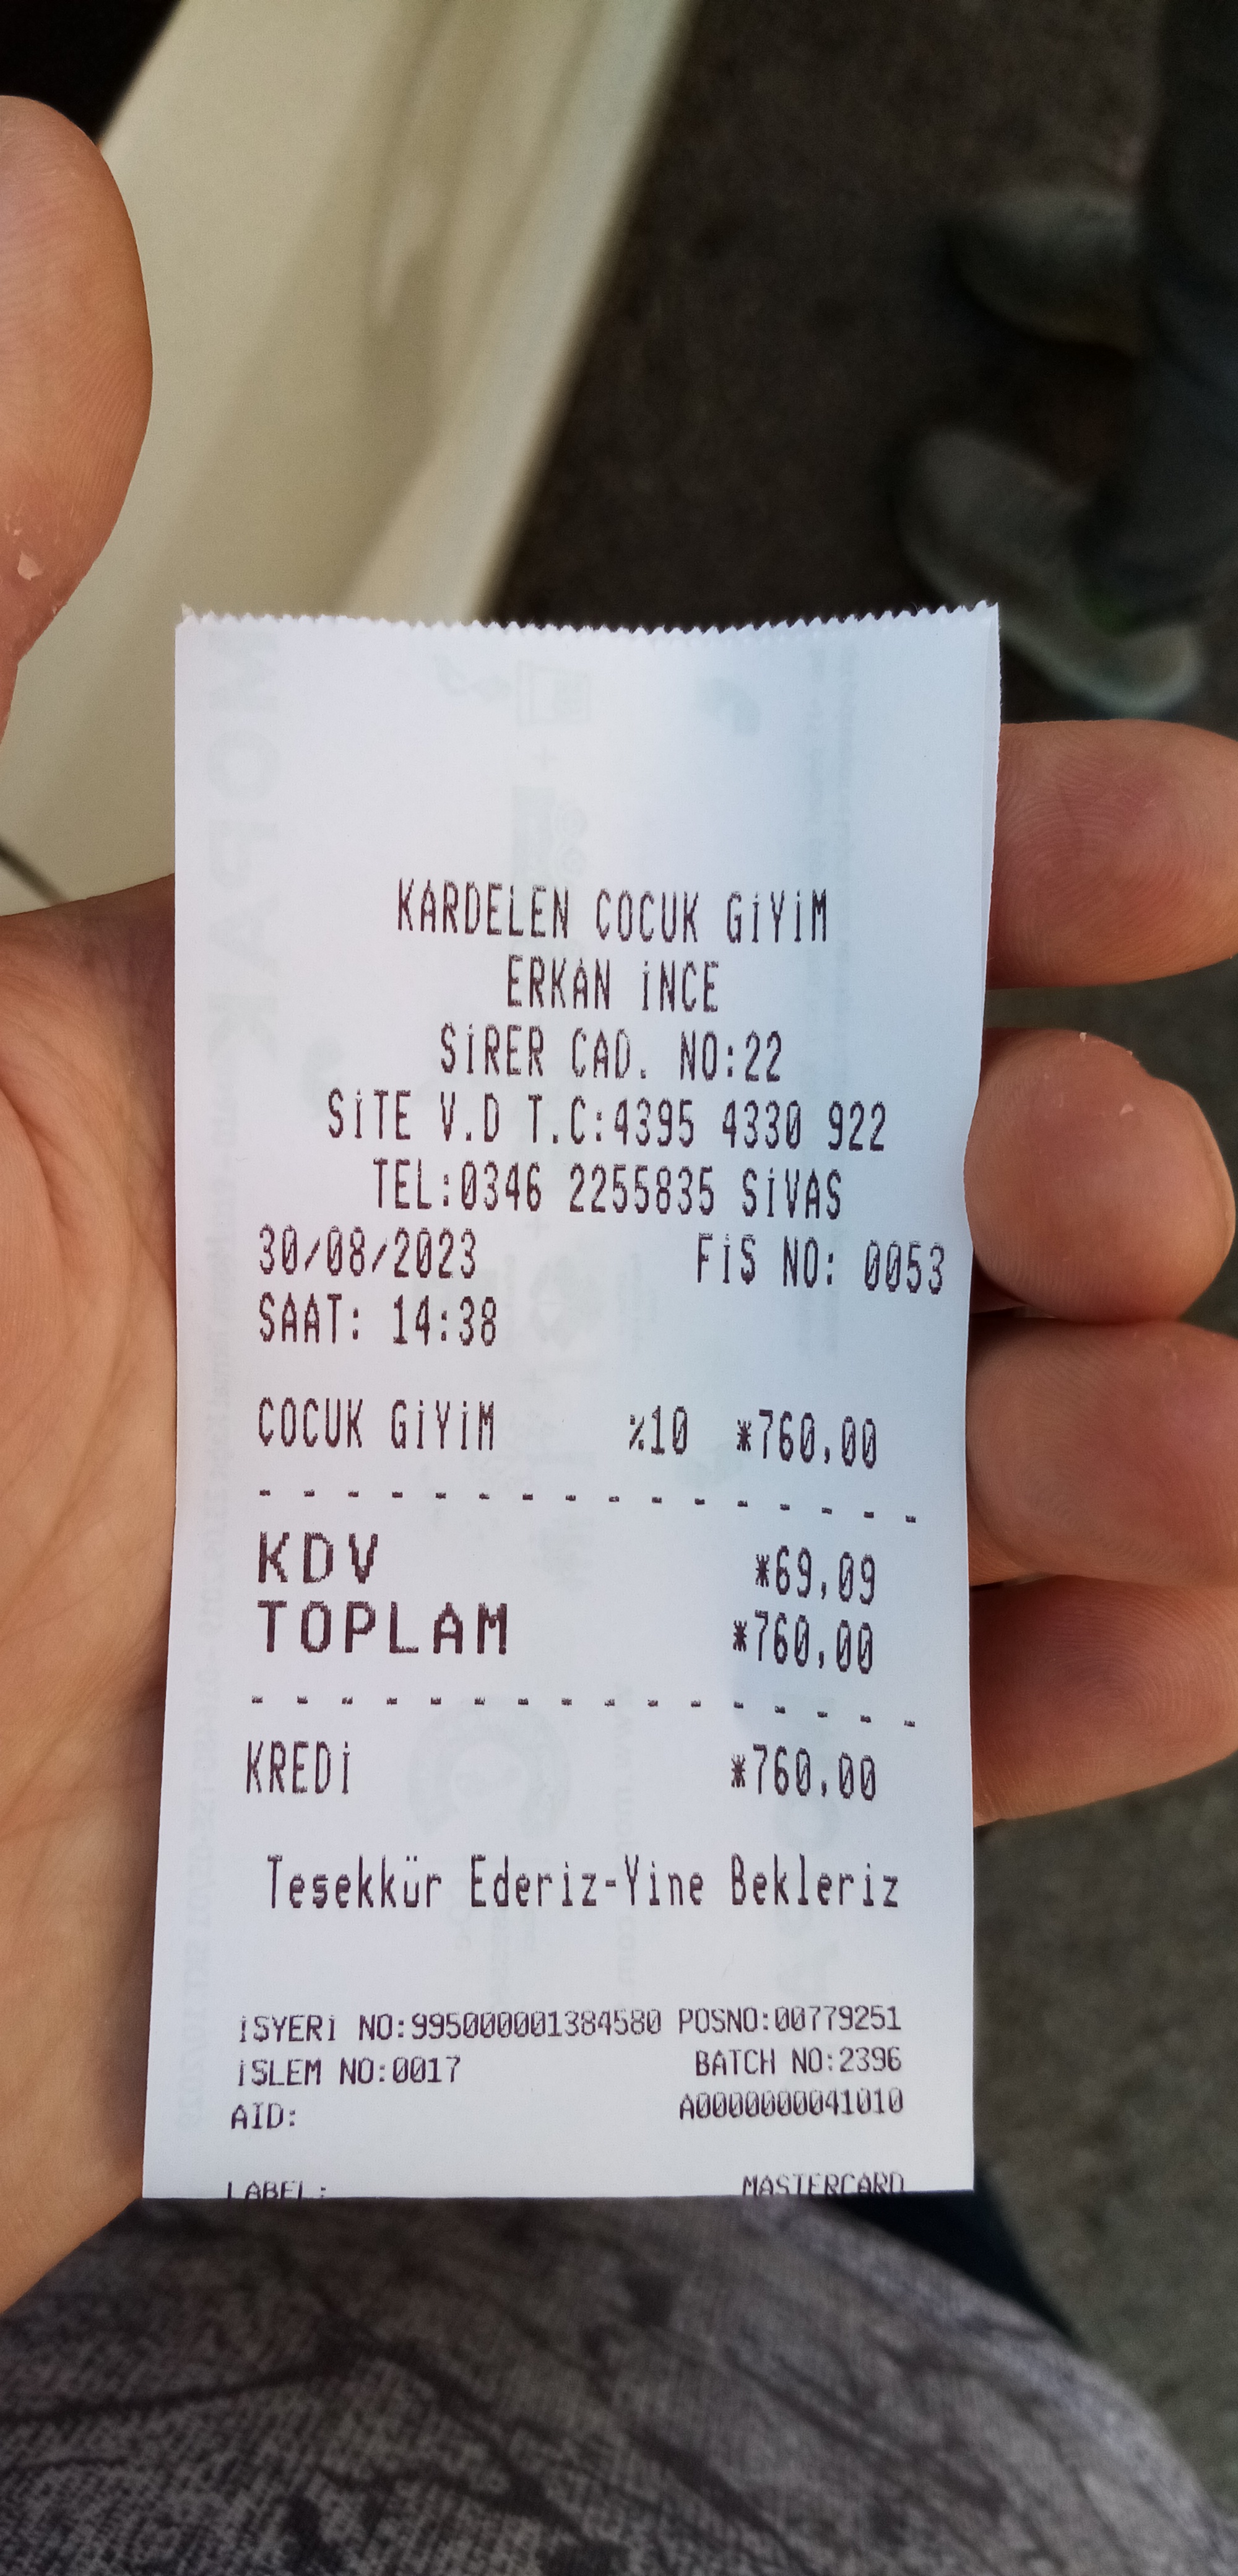 KARDELEN COCUK GİYİM
ERKAN İNCE
SİRER CAD. NO:22
SİTE V.D T.C:4395 4330 922
TEL:0346 2255835 SİVAS
30/08/2023 FİS NO: 0053
SAAT: 14:38
COCUK GİYİM %10 *760,00
KDV *69,09
TOPLAM *760,00
KREDİ *760,00
Tesekkür Ederiz-Yine Bekleriz
İSYERİ NO:995000001384580 POSNO:00779251
İSLEM NO:0017 BATCH NO:2396
AID: A0000000041010
LABEL: MASTERCARD